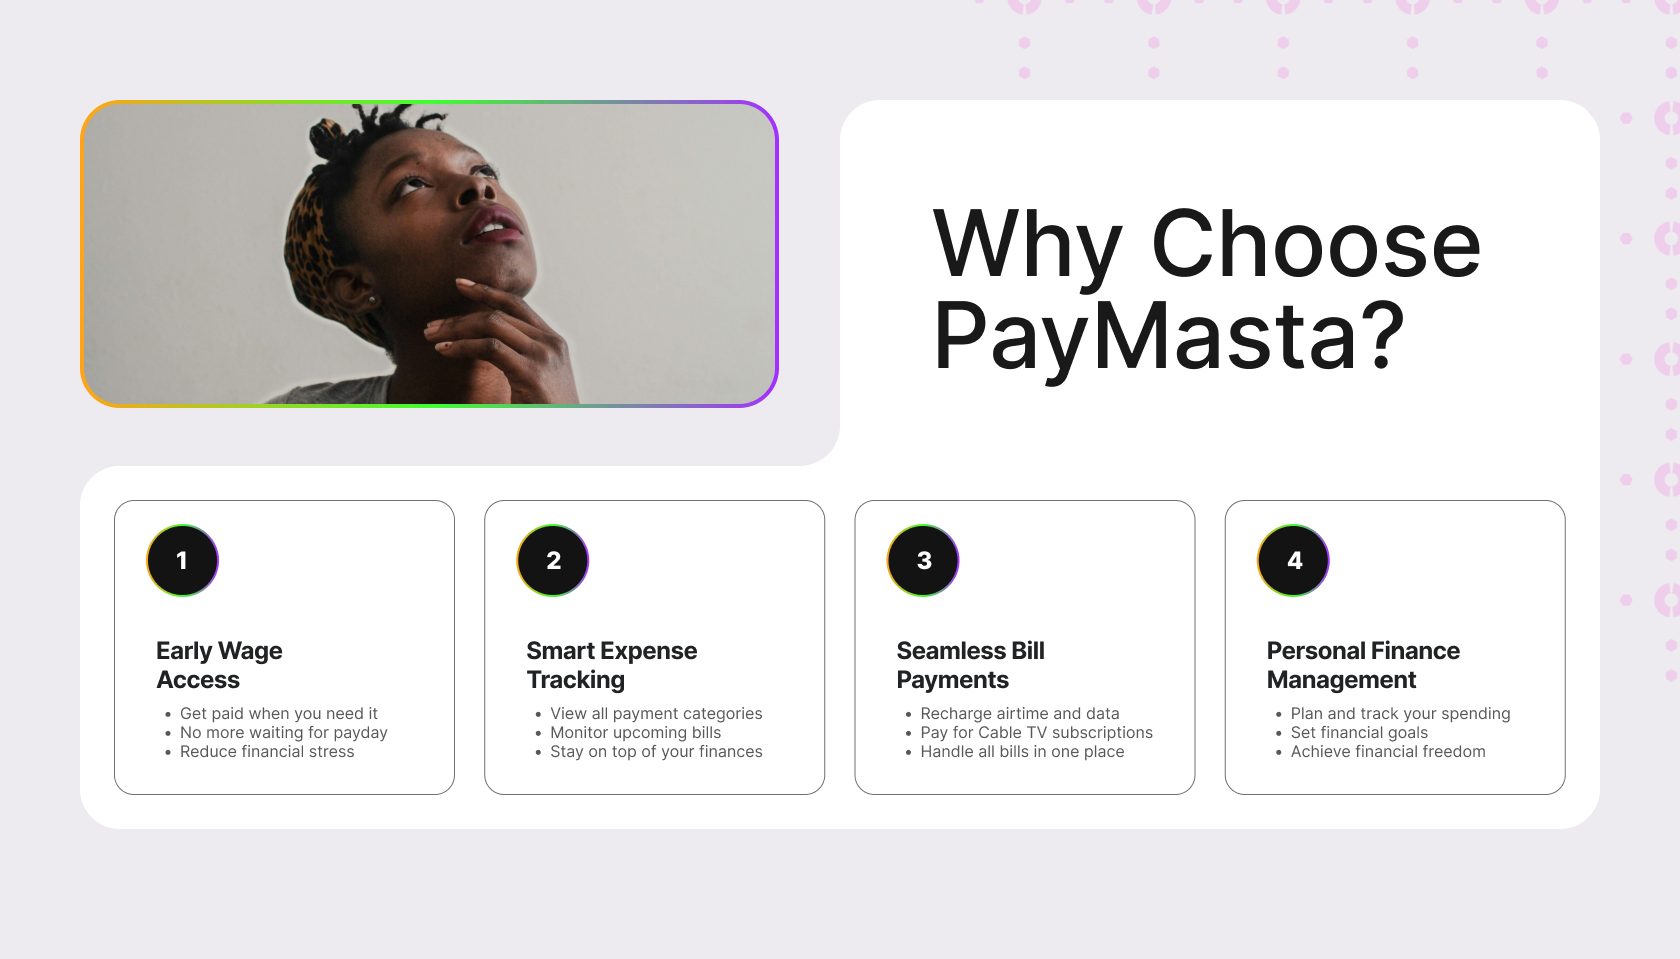 Why Choose
PayMasta?
1
Early Wage
Access
• Get paid when you need it
• No more waiting for payday
• Reduce financial stress
2
Smart Expense
Tracking
• View all payment categories
• Monitor upcoming bills
• Stay on top of your finances
3
Seamless Bill
Payments
• Recharge airtime and data
• Pay for Cable TV subscriptions
• Handle all bills in one place
4
Personal Finance
Management
• Plan and track your spending
• Set financial goals
• Achieve financial freedom